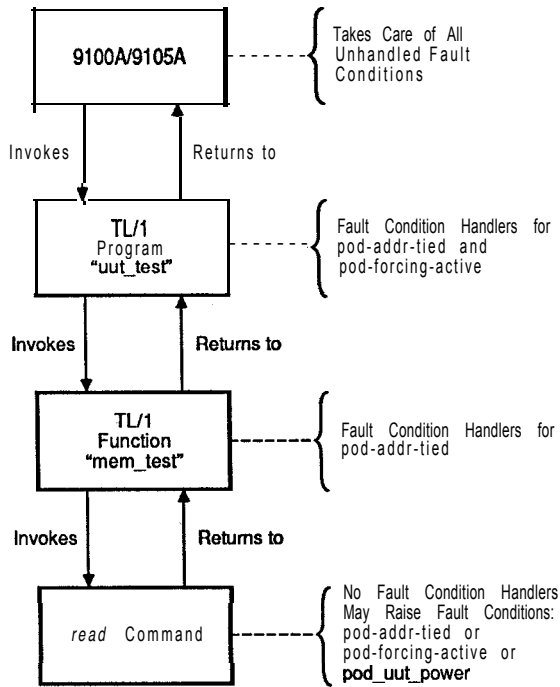 9100A/9105A
Takes Care of All
Unhandled Fault
Conditions
Invokes
Returns to
TL/1
Program
“uut_test”
Fault Condition Handlers for
pod-addr-tied and
pod-forcing-active
Invokes
Returns to
TL/1
Function
“mem_test”
Fault Condition Handlers for
pod-addr-tied
Invokes
Returns to
read Command
No Fault Condition Handlers
May Raise Fault Conditions:
pod-addr-tied or
pod-forcing-active or
pod_uut_power